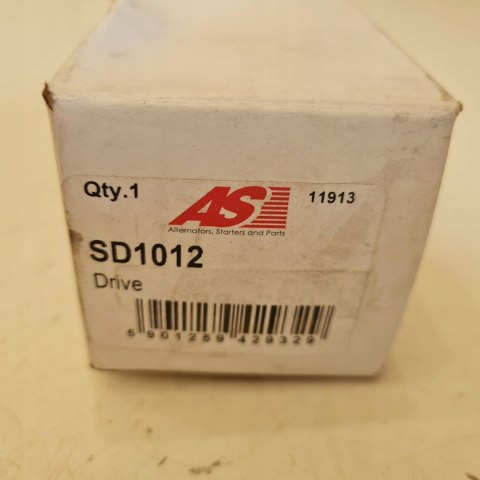 Qty.1
AS
11913
Alternators, Starters and Parts
SD1012
Drive
5 901259 429329